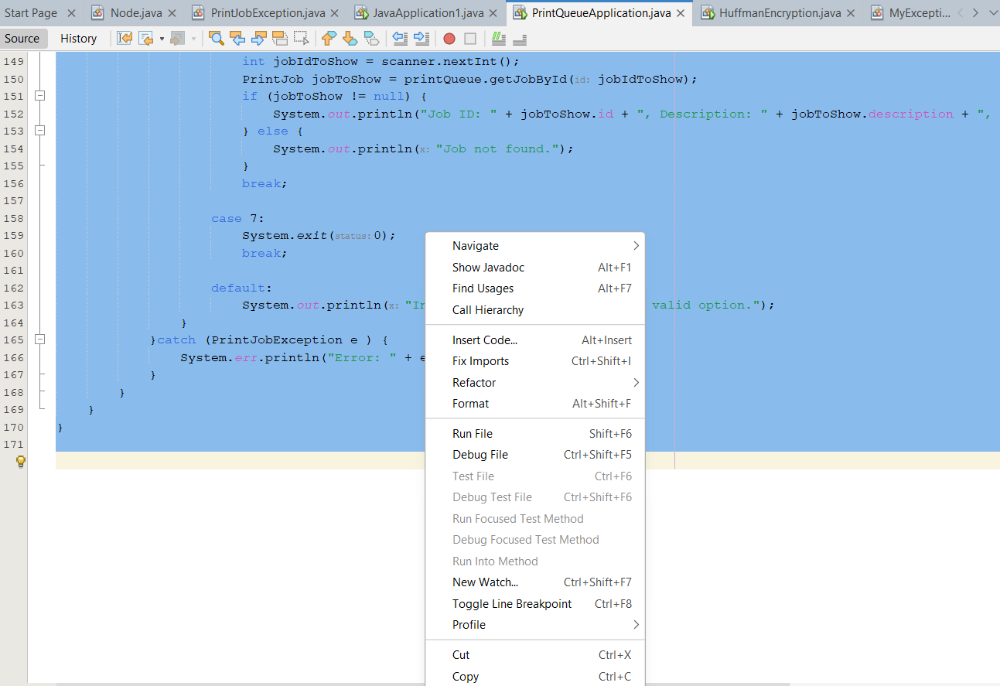 Start Page Node.java PrintJobException.java JavaApplication1.java PrintQueueApplication.java HuffmanEncryption.java MyExcepti...
Source History
149 int jobIdToShow = scanner.nextInt();
150 PrintJob jobToShow = printQueue.getJobById(id: jobIdToShow);
151 if (jobToShow != null) {
152 System.out.println("Job ID: " + jobToShow.id + ", Description: " + jobToShow.description + ",
153 } else {
154 System.out.println(x: "Job not found.");
155 }
156 break;
157
158 case 7:
159 System.exit(status: 0);
160 break;
161
162 default:
163 System.out.println(x: "In valid option.");
164 }
165 }catch (PrintJobException e ) {
166 System.err.println("Error: " + e
167 }
168 }
169 }
170 }
171
Navigate
Show Javadoc Alt+F1
Find Usages Alt+F7
Call Hierarchy
Insert Code... Alt+Insert
Fix Imports Ctrl+Shift+I
Refactor
Format Alt+Shift+F
Run File Shift+F6
Debug File Ctrl+Shift+F5
Test File Ctrl+F6
Debug Test File Ctrl+Shift+F6
Run Focused Test Method
Debug Focused Test Method
Run Into Method
New Watch... Ctrl+Shift+F7
Toggle Line Breakpoint Ctrl+F8
Profile
Cut Ctrl+X
Copy Ctrl+C